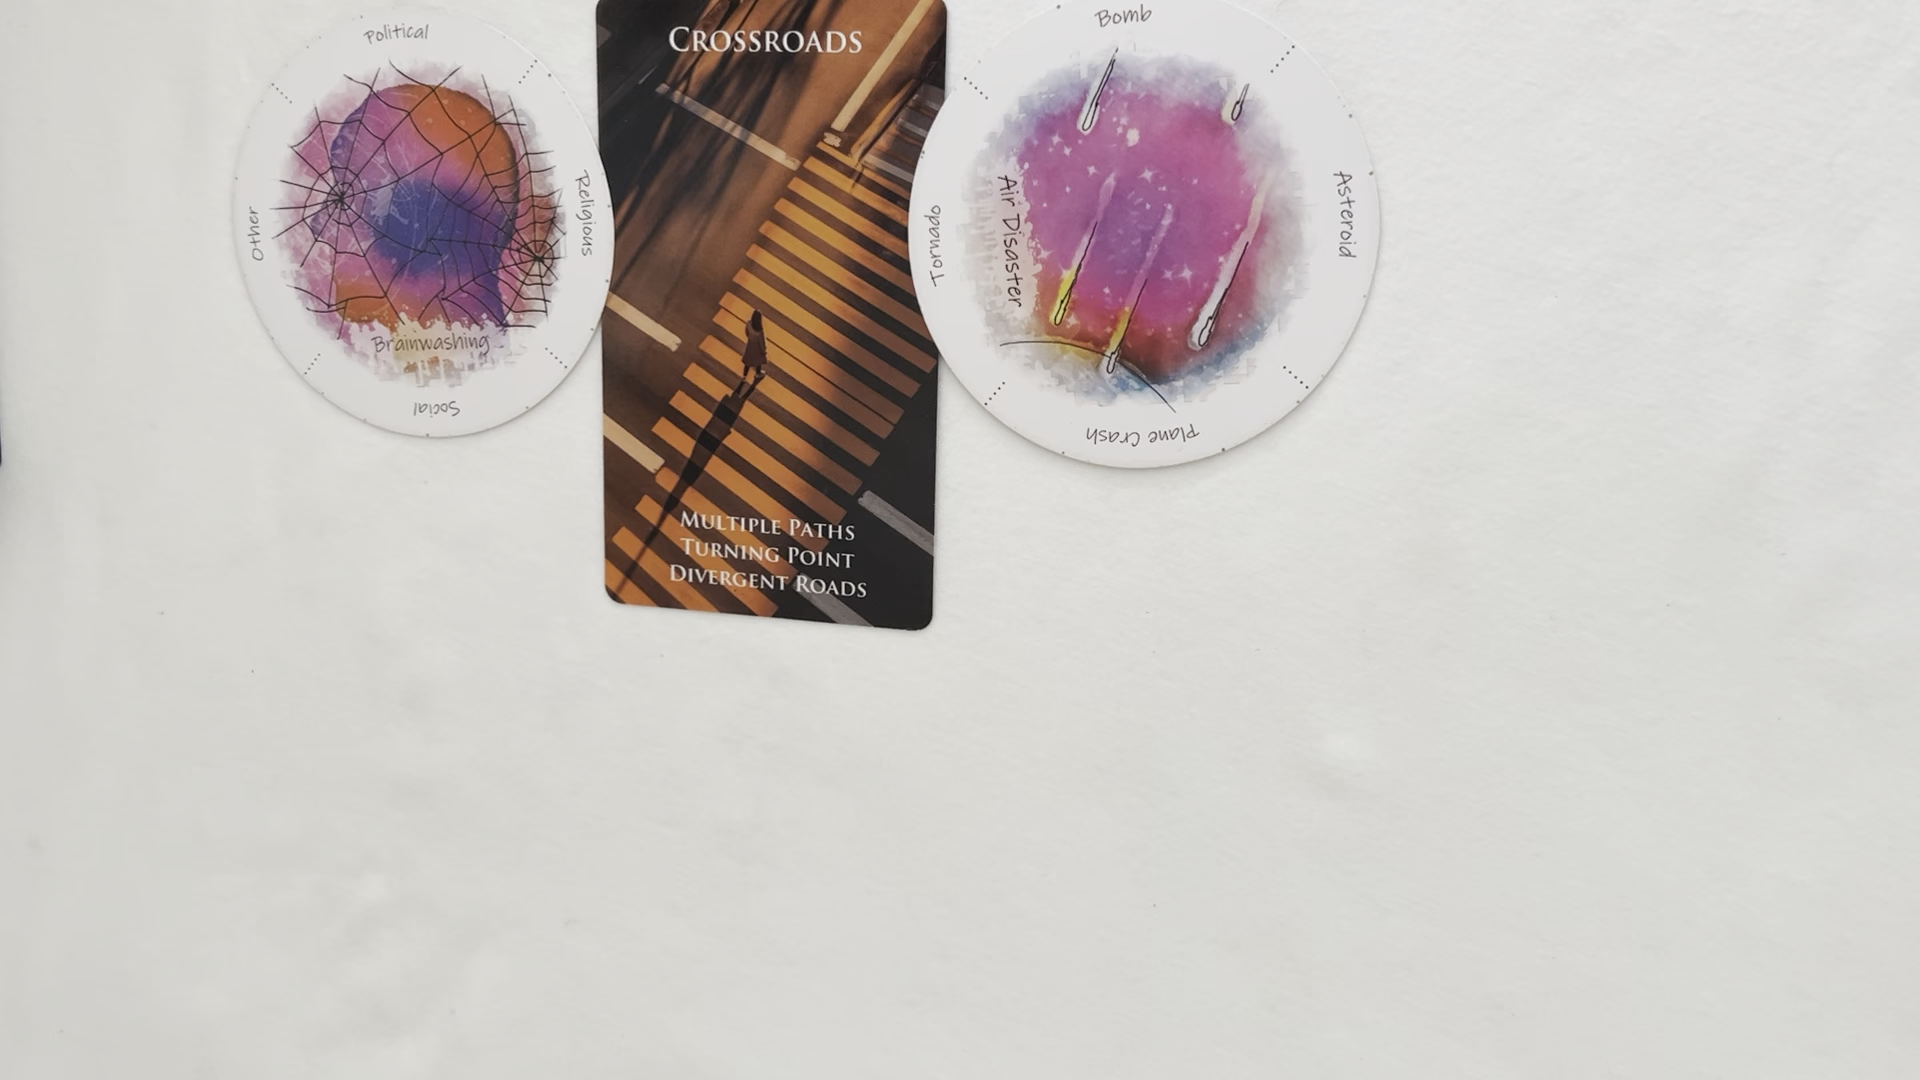 Political
Religious
Social
Other
Brainwashing
CROSSROADS
MULTIPLE PATHS
TURNING POINT
DIVERGENT ROADS
Bomb
Asteroid
Plane Crash
Tornado
Air Disaster